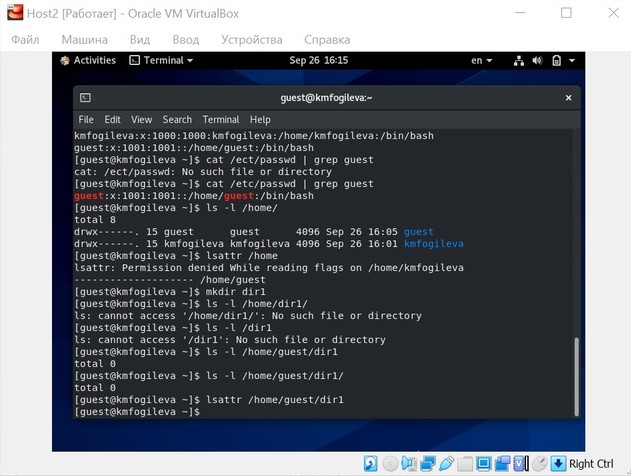 Host2 [Работает] - Oracle VM VirtualBox
Файл Машина Вид Ввод Устройства Справка
Activities Terminal Sep 26 16:15 en
guest@kmfogileva:~
File Edit View Search Terminal Help
kmfogileva:x:1000:1000:kmfogileva:/home/kmfogileva:/bin/bash
guest:x:1001:1001::/home/guest:/bin/bash
[guest@kmfogileva ~]$ cat /ect/passwd | grep guest
cat: /ect/passwd: No such file or directory
[guest@kmfogileva ~]$ cat /etc/passwd | grep guest
guest:x:1001:1001::/home/guest:/bin/bash
[guest@kmfogileva ~]$ ls -l /home/
total 8
drwx------. 15 guest guest 4096 Sep 26 16:05 guest
drwx------. 15 kmfogileva kmfogileva 4096 Sep 26 16:01 kmfogileva
[guest@kmfogileva ~]$ lsattr /home
lsattr: Permission denied While reading flags on /home/kmfogileva
-------------------- /home/guest
[guest@kmfogileva ~]$ mkdir dir1
[guest@kmfogileva ~]$ ls -l /home/dir1/
ls: cannot access '/home/dir1/': No such file or directory
[guest@kmfogileva ~]$ ls -l /dir1
ls: cannot access '/dir1': No such file or directory
[guest@kmfogileva ~]$ ls -l /home/guest/dir1
total 0
[guest@kmfogileva ~]$ ls -l /home/guest/dir1/
total 0
[guest@kmfogileva ~]$ lsattr /home/guest/dir1
[guest@kmfogileva ~]$
Right Ctrl